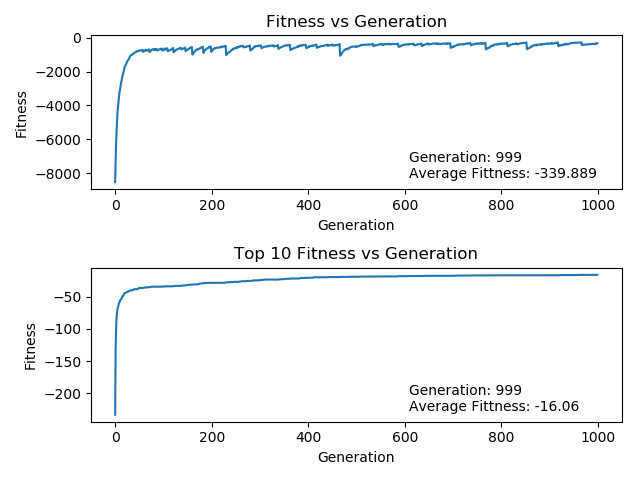 Fitness vs Generation
0
−2000
−4000
−6000
−8000
Fitness
Generation: 999
Average Fittness: -339.889
0 200 400 600 800 1000
Generation
Top 10 Fitness vs Generation
−50
−100
−150
−200
Fitness
Generation: 999
Average Fittness: -16.06
0 200 400 600 800 1000
Generation